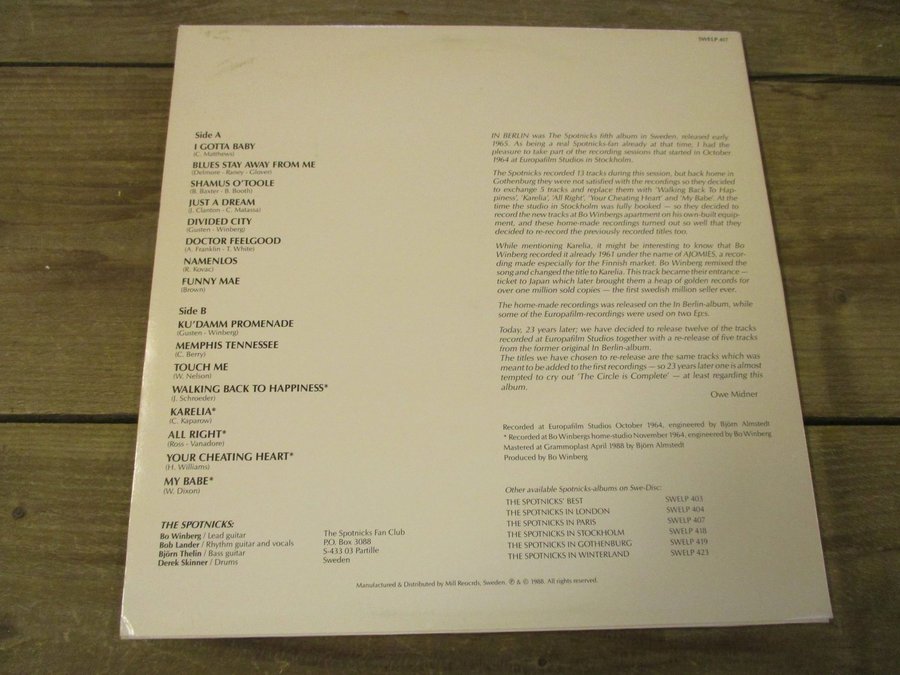 SWELP 407
Side A
I GOTTA BABY
(C. Matthews)
BLUES STAY AWAY FROM ME
(Delmore - Raney - Glover)
SHAMUS O'TOOLE
(B. Baxter - B. Booth)
JUST A DREAM
(J. Clanton - C. Matassa)
DIVIDED CITY
(Gusten - Winberg)
DOCTOR FEELGOOD
(A. Franklin - T. White)
NAMENLOS
(R. Kovac)
FUNNY MAE
(Brown)
Side B
KU'DAMM PROMENADE
(Gusten - Winberg)
MEMPHIS TENNESSEE
(C. Berry)
TOUCH ME
(W. Nelson)
WALKING BACK TO HAPPINESS*
(J. Schroeder)
KARELIA*
(C. Kaparow)
ALL RIGHT*
(Ross - Vanadore)
YOUR CHEATING HEART*
(H. Williams)
MY BABE*
(W. Dixon)
THE SPOTNICKS:
Bo Winberg / Lead guitar
Bob Lander / Rhythm guitar and vocals
Björn Thelin / Bass guitar
Derek Skinner / Drums
The Spotnicks Fan Club
P.O. Box 3088
S-433 03 Partille
Sweden
IN BERLIN was The Spotnicks fifth album in Sweden, released early
1965. As being a real Spotnicks-fan already at that time, I had the
pleasure to take part of the recording sessions that started in October
1964 at Europafilm Studios in Stockholm.
The Spotnicks recorded 13 tracks during this session, but back home in
Gothenburg they were not satisfied with the recordings so they decided
to exchange 5 tracks and replace them with 'Walking Back To Hap-
piness', 'Karelia', 'All Right', 'Your Cheating Heart' and 'My Babe'. At the
time the studio in Stockholm was fully booked — so they decided to
record the new tracks at Bo Winbergs apartment on his own-built equip-
ment, and these home-made recordings turned out so well that they
decided to re-record the previously recorded titles too.
While mentioning Karelia, it might be interesting to know that Bo
Winberg recorded it already 1961 under the name of AJOMIES, a recor-
ding made especially for the Finnish market. Bo Winberg remixed the
song and changed the title to Karelia. This track became their entrance —
ticket to Japan which later brought them a heap of golden records for
over one million sold copies — the first swedish million seller ever.
The home-made recordings was released on the In Berlin-album, while
some of the Europafilm-recordings were used on two Eps.
Today, 23 years later; we have decided to release twelve of the tracks
recorded at Europafilm Studios together with a re-release of five tracks
from the former original In Berlin-album.
The titles we have chosen to re-release are the same tracks which was
meant to be added to the first recordings — so 23 years later one is almost
tempted to cry out 'The Circle is Complete' — at least regarding this
album.
Owe Midner
Recorded at Europafilm Studios October 1964, engineered by Björn Almstedt
* Recorded at Bo Winbergs home-studio November 1964, engineered by Bo Winberg
Mastered at Grammoplast April 1988 by Björn Almstedt
Produced by Bo Winberg
Other available Spotnicks-albums on Swe-Disc:
THE SPOTNICKS' BEST SWELP 403
THE SPOTNICKS IN LONDON SWELP 404
THE SPOTNICKS IN PARIS SWELP 407
THE SPOTNICKS IN STOCKHOLM SWELP 418
THE SPOTNICKS IN GOTHENBURG SWELP 419
THE SPOTNICKS IN WINTERLAND SWELP 423
Manufactured & Distributed by Mill Reocrds, Sweden, ℗ & © 1988. All rights reserved.